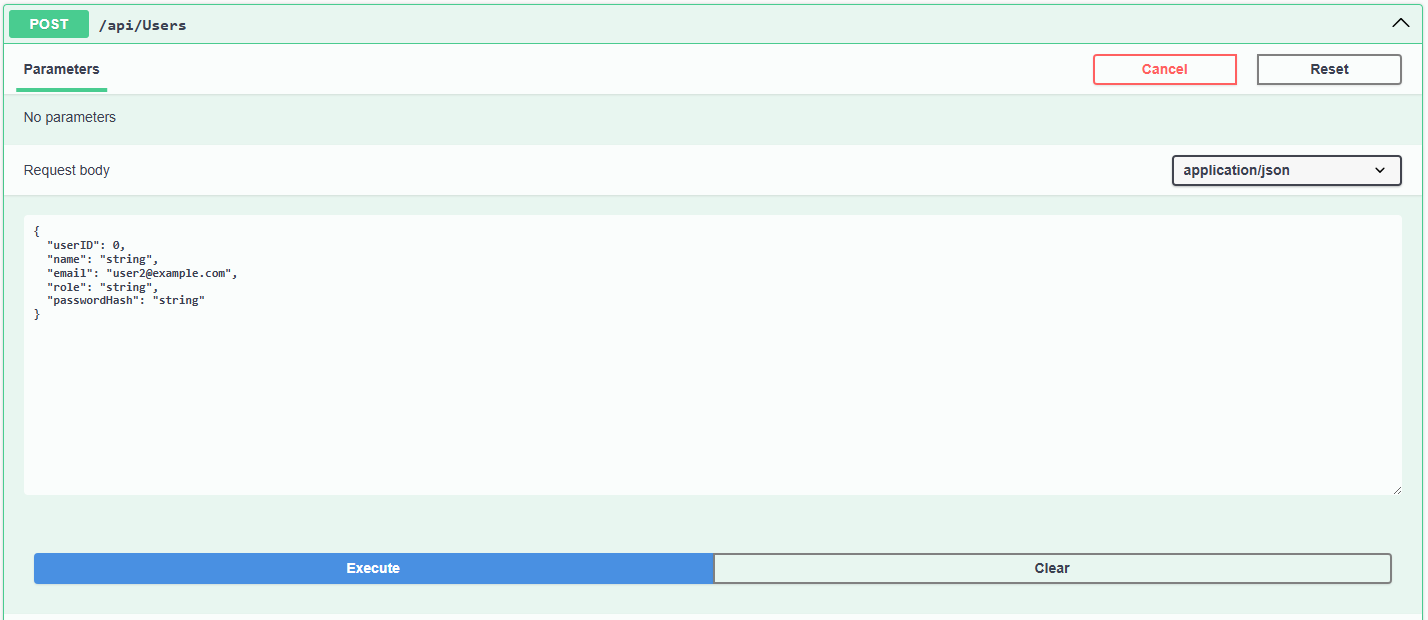 POST /api/Users
Parameters Cancel Reset
No parameters
Request body application/json
{
  "userID": 0,
  "name": "string",
  "email": "user2@example.com",
  "role": "string",
  "passwordHash": "string"
}
Execute Clear